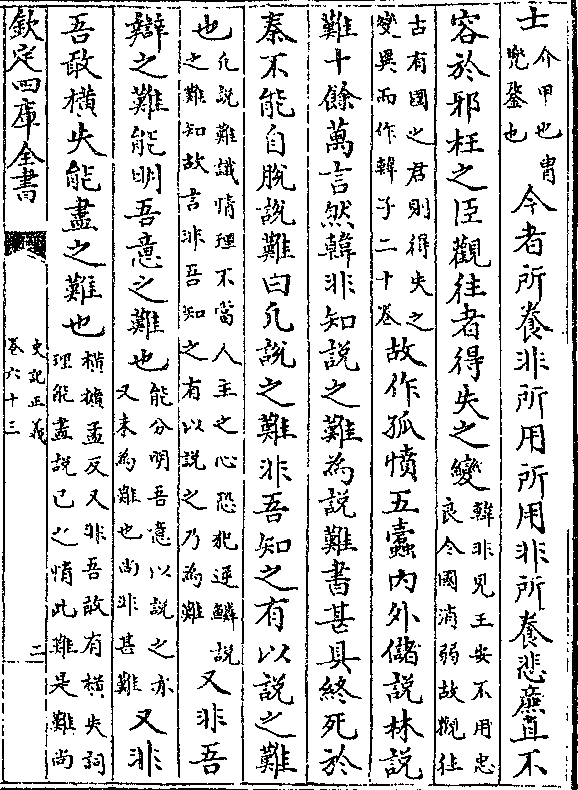 士介甲也胄兜鍪也今者所養非所用所用非所養悲廉直不
容於邪枉之臣觀往者得失之變韓非見王安不用忠良令國消弱故觀往
古有國之君則得失之變異而作韓子二十卷故作孤憤五蠹內外儲說林說
難十餘萬言然韓非知說之難為說難書甚具終死於
秦不能自脫說難曰凡說之難非吾知之有以說之難
也凡說難識情理不當人主之心恐犯逆鱗說之難知故言非吾知之有以說之乃為難又非吾
辯之難能明吾意之難也能分明吾意以說之亦又未為難也尚非甚難又非
吾敢橫失能盡之難也橫擴孟反又非吾敢有橫失詞理能盡說己之情此難是難尚
欽定四庫全書
史記正義
卷六十三
二